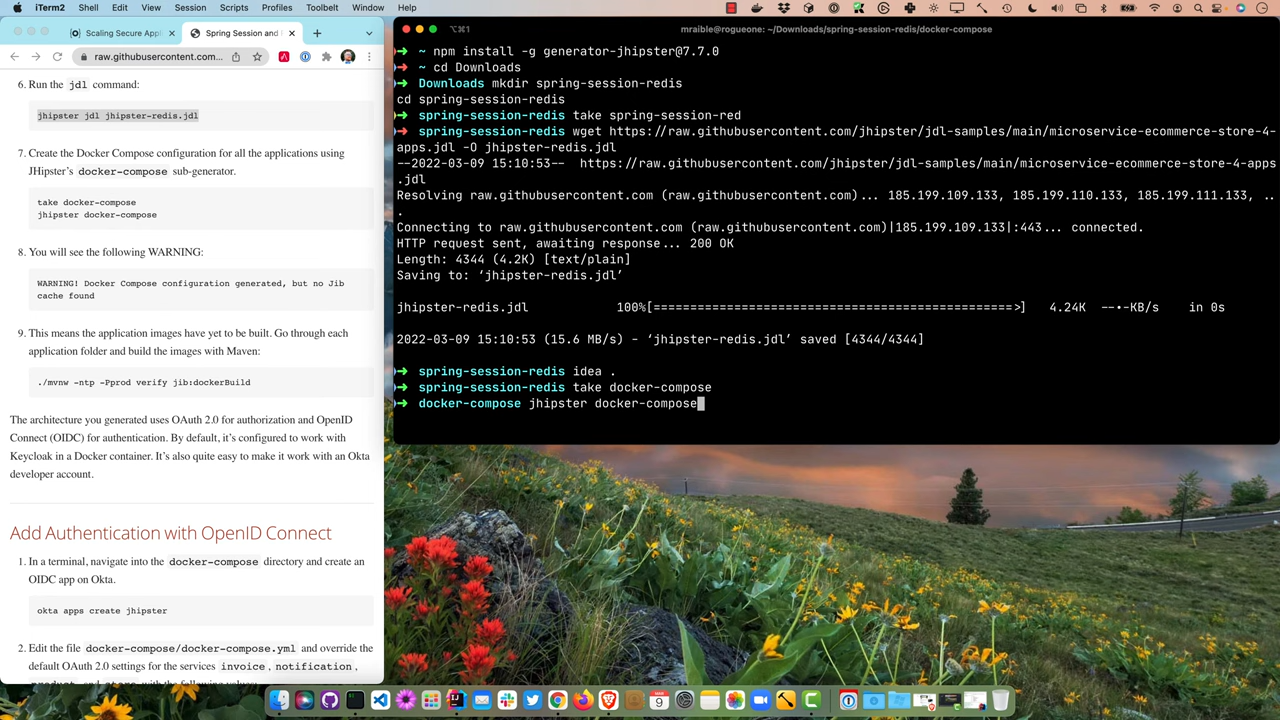 iTerm2 Shell Edit View Session Scripts Profiles Toolbelt Window Help
Scaling Secure Appl
Spring Session and
raw.githubusercontent.com...
6. Run the jdl command:
jhipster jdl jhipster-redis.jdl
7. Create the Docker Compose configuration for all the applications using
JHipster's docker-compose sub-generator.
take docker-compose
jhipster docker-compose
8. You will see the following WARNING:
WARNING! Docker Compose configuration generated, but no Jib
cache found
9. This means the application images have yet to be built. Go through each
application folder and build the images with Maven:
./mvnw -ntp -Pprod verify jib:dockerBuild
The architecture you generated uses OAuth 2.0 for authorization and OpenID
Connect (OIDC) for authentication. By default, it's configured to work with
Keycloak in a Docker container. It's also quite easy to make it work with an Okta
developer account.
Add Authentication with OpenID Connect
1. In a terminal, navigate into the docker-compose directory and create an
OIDC app on Okta.
okta apps create jhipster
2. Edit the file docker-compose/docker-compose.yml and override the
default OAuth 2.0 settings for the services invoice, notification,
product, and store with the following values:
⌥⌘1
mraible@rogueone: ~/Downloads/spring-session-redis/docker-compose
➜ ~ npm install -g generator-jhipster@7.7.0
➜ ~ cd Downloads
➜ Downloads mkdir spring-session-redis
cd spring-session-redis
➜ spring-session-redis take spring-session-red
➜ spring-session-redis wget https://raw.githubusercontent.com/jhipster/jdl-samples/main/microservice-ecommerce-store-4-
apps.jdl -O jhipster-redis.jdl
--2022-03-09 15:10:53-- https://raw.githubusercontent.com/jhipster/jdl-samples/main/microservice-ecommerce-store-4-apps
.jdl
Resolving raw.githubusercontent.com (raw.githubusercontent.com)... 185.199.109.133, 185.199.110.133, 185.199.111.133, ..
.
Connecting to raw.githubusercontent.com (raw.githubusercontent.com)|185.199.109.133|:443... connected.
HTTP request sent, awaiting response... 200 OK
Length: 4344 (4.2K) [text/plain]
Saving to: ‘jhipster-redis.jdl’
jhipster-redis.jdl 100%[================================================>] 4.24K --·-KB/s in 0s
2022-03-09 15:10:53 (15.6 MB/s) - ‘jhipster-redis.jdl’ saved [4344/4344]
➜ spring-session-redis idea .
➜ spring-session-redis take docker-compose
➜ docker-compose jhipster docker-compose
MAR
9